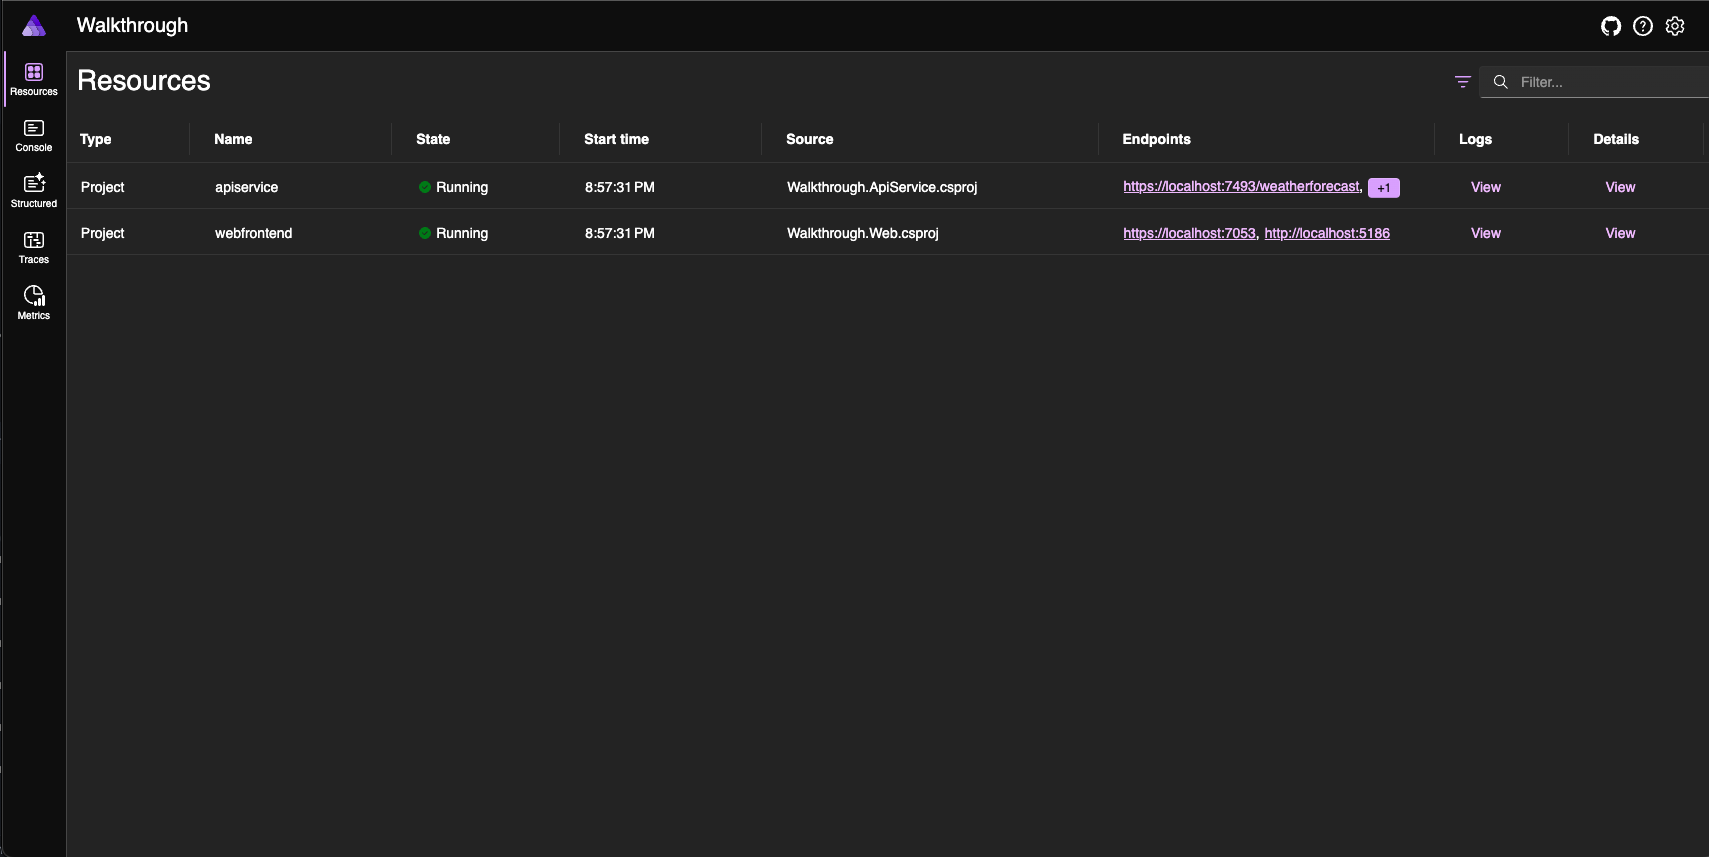 Walkthrough
Resources
Console
Structured
Traces
Metrics
Resources
Filter...
Type Name State Start time Source Endpoints Logs Details
Project apiservice Running 8:57:31 PM Walkthrough.ApiService.csproj https://localhost:7493/weatherforecast, +1 View View
Project webfrontend Running 8:57:31 PM Walkthrough.Web.csproj https://localhost:7053, http://localhost:5186 View View